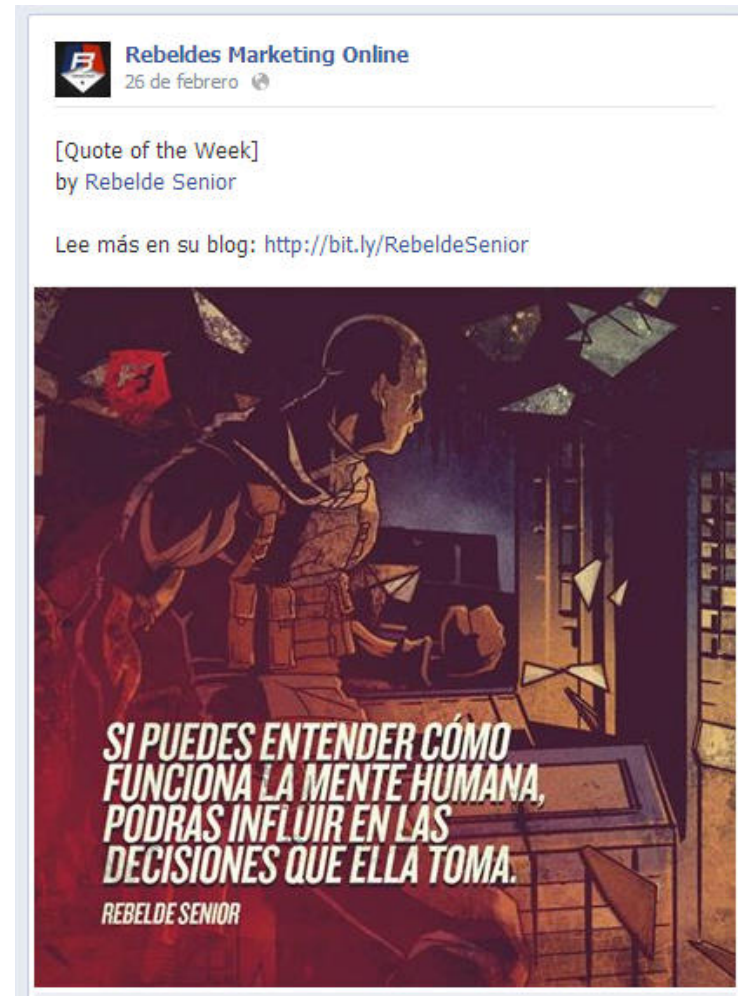 Rebeldes Marketing Online
26 de febrero
[Quote of the Week]
by Rebelde Senior
Lee más en su blog: http://bit.ly/RebeldeSenior
SI PUEDES ENTENDER CÓMO
FUNCIONA LA MENTE HUMANA,
PODRÁS INFLUIR EN LAS
DECISIONES QUE ELLA TOMA.
REBELDE SENIOR